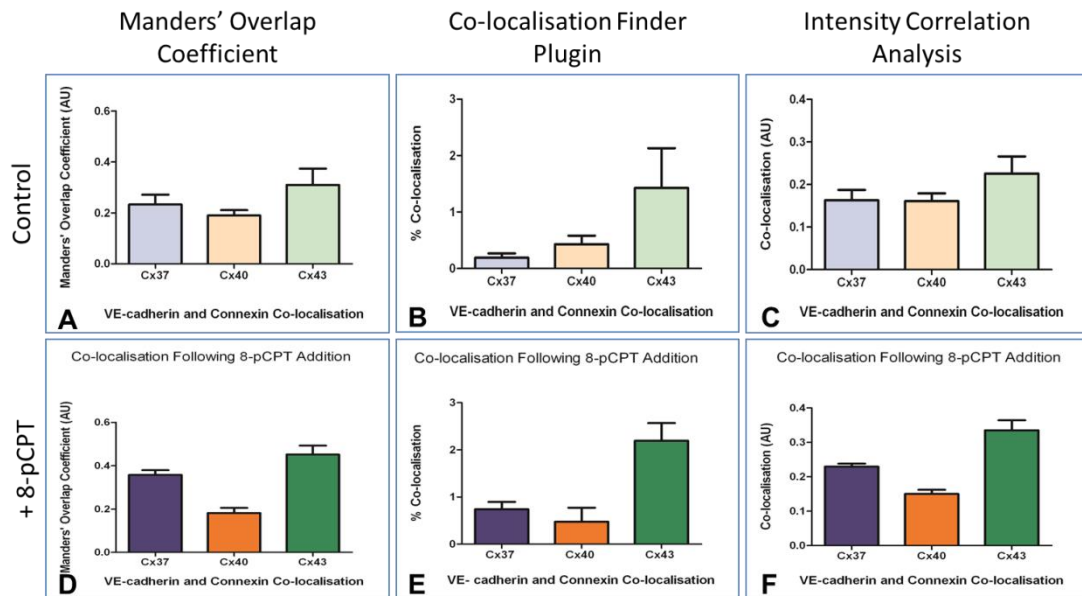 Manders' Overlap
Coefficient
Co-localisation Finder
Plugin
Intensity Correlation
Analysis
Control
Manders' Overlap Coefficient (AU)
0.6
0.4
0.2
0.0
Cx37 Cx40 Cx43
A
VE-cadherin and Connexin Co-localisation
% Co-localisation
3
2
1
0
Cx37 Cx40 Cx43
B
VE-cadherin and Connexin Co-localisation
Co-localisation (AU)
0.4
0.3
0.2
0.1
0.0
Cx37 Cx40 Cx43
C
VE-cadherin and Connexin Co-localisation
+ 8-pCPT
Co-localisation Following 8-pCPT Addition
Manders' Overlap Coefficient (AU)
0.6
0.4
0.2
0.0
Cx37 Cx40 Cx43
D
VE-cadherin and Connexin Co-localisation
Co-localisation Following 8-pCPT Addition
% Co-localisation
3
2
1
0
Cx37 Cx40 Cx43
E
VE- cadherin and Connexin Co-localisation
Co-localisation Following 8-pCPT Addition
Co-localisation (AU)
0.4
0.3
0.2
0.1
0.0
Cx37 Cx40 Cx43
F
VE-cadherin and Connexin Co-localisation